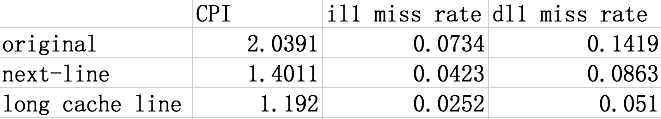 CPI il1 miss rate dl1 miss rate
original 2.0391 0.0734 0.1419
next-line 1.4011 0.0423 0.0863
long cache line 1.192 0.0252 0.051